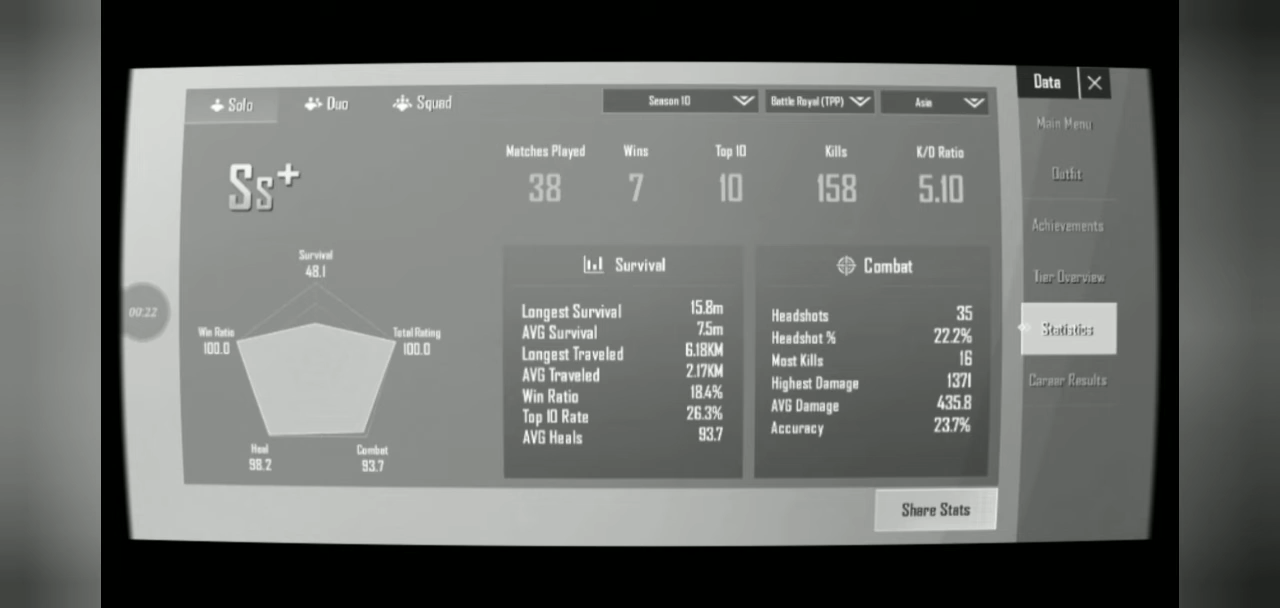 Solo Duo Squad Season 10 Battle Royal (TPP) Asia Data
Main Menu
Matches Played Wins Top 10 Kills K/D Ratio
38 7 10 158 5.10
Outfit
Ss+
Achievements
Survival
48.1
Survival Combat
Tier Overview
00:22
Win Ratio
100.0
Total Rating
100.0
Heal
98.2
Combat
93.7
Longest Survival 15.8m
AVG Survival 7.5m
Longest Traveled 6.18KM
AVG Traveled 2.17KM
Win Ratio 18.4%
Top 10 Rate 26.3%
AVG Heals 93.7
Headshots 35
Headshot % 22.2%
Most Kills 16
Highest Damage 1371
AVG Damage 435.8
Accuracy 23.7%
Statistics
Career Results
Share Stats